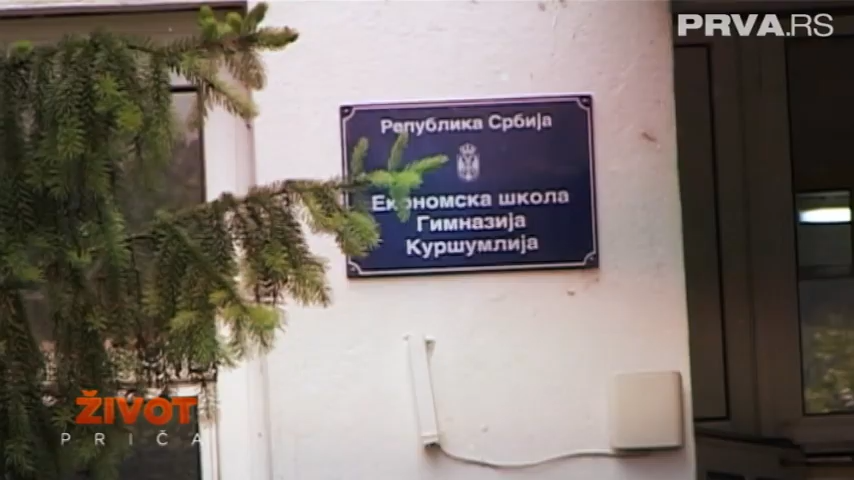 PRVA.RS
Република Србија
Економска школа
Гимназија
Куршумлија
ŽIVOT
PRIČA